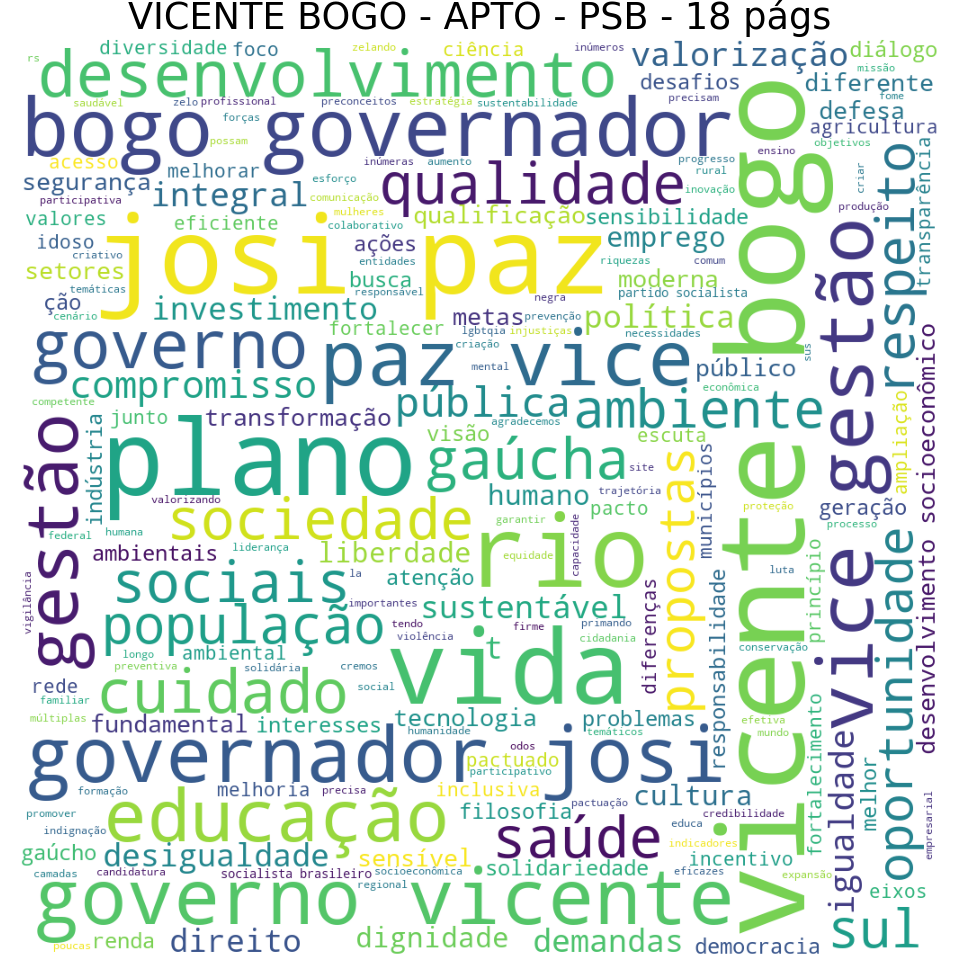 VICENTE BOGO - APTO - PSB - 18 págs
rs
diversidade
foco
zelando
ciência
inúmeros
valorização
diálogo
desenvolvimento
missão
desafios
diferente
fome
saudável
zelo
profissional
preconceitos
estratégia
sustentabilidade
precisam
defesa
bogo governador
forças
possam
agricultura
objetivos
vicente bogo
acesso
melhorar
inúmeras
aumento
progresso
ensino
segurança
participativa
integral
esforço
qualidade
rural
inovação
criar
respeito
transparência
comunicação
valores
eficiente
mulheres
colaborativo
qualificação
sensibilidade
produção
idoso
criativo
josi paz
ações
entidades
emprego
riquezas
comum
setores
temáticas
busca
responsável
moderna
partido socialista
ção
cenário
investimento
negra
metas
prevenção
política
fortalecer
lgbtqia
injustiças
necessidades
criação
governo
paz vice
mental
público
sus
vice gestão
compromisso
econômica
competente
junto
transformação
pública
agradecemos
ambiente
gestão
indústria
plano
visão
escuta
gaúcha
site
humano
trajetória
propostas
municípios
ampliação
desenvolvimento socioeconômico
valorizando
sociedade
pacto
proteção
geração
processo
federal
humana
garantir
rio
capacidade
ambientais
liderança
liberdade
equidade
vigilância
sociais
la
atenção
luta
princípio
oportunidade
importantes
sustentável
diferenças
responsabilidade
população
tendo
firme
primando
violência
cidadania
conservação
longo
ambiental
t
vida
preventiva
solidária
cremos
rede
familiar
cuidado
social
múltiplas
fundamental
interesses
tecnologia
humanidade
problemas
temáticos
efetiva
mundo
fortalecimento
igualdade
melhor
governador josi
odos
pactuado
participativo
formação
melhoria
precisa
inclusiva
cultura
promover
educação
filosofia
pactuação
credibilidade
empresarial
indignação
saúde
educa
indicadores
gaúcho
desigualdade
sensível
incentivo
camadas
candidatura
socialista brasileiro
socioeconômica
solidariedade
eficazes
expansão
governo vicente
regional
eixos
poucas
renda
direito
dignidade
demandas
democracia
sul